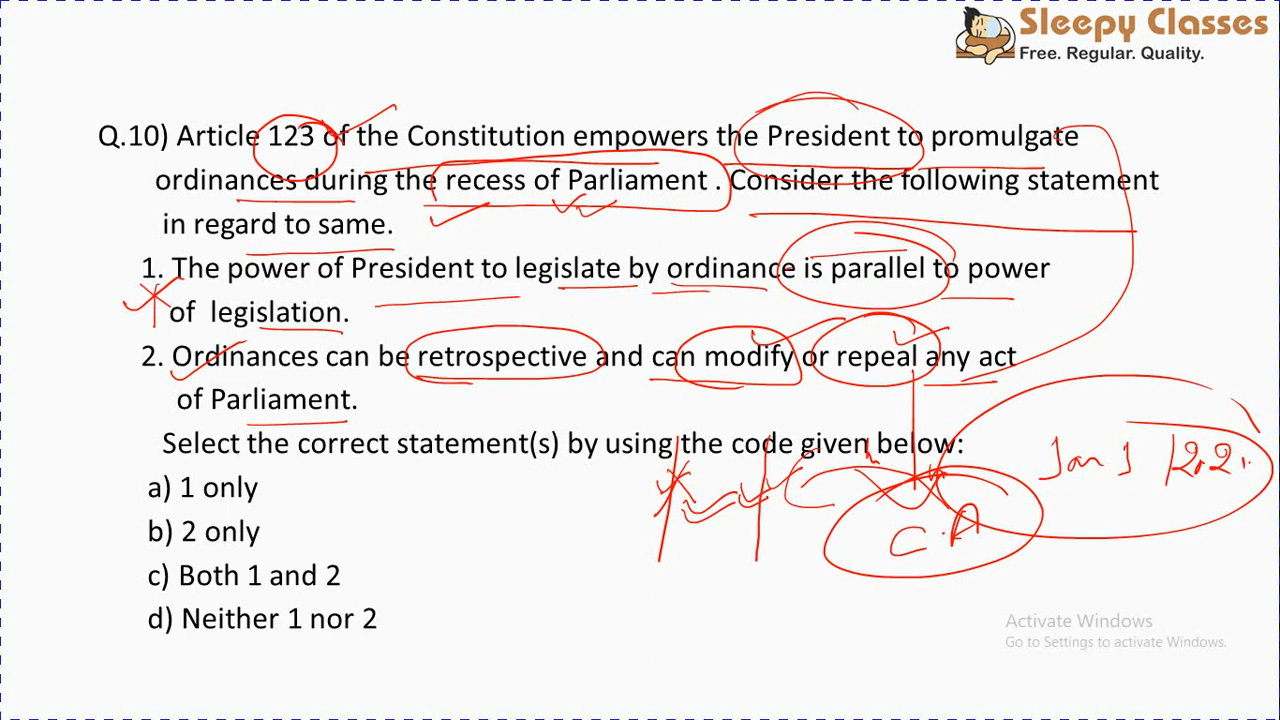 Sleepy Classes
Free. Regular. Quality.
Q.10) Article 123 of the Constitution empowers the President to promulgate
ordinances during the recess of Parliament . Consider the following statement
in regard to same.
1. The power of President to legislate by ordinance is parallel to power
of legislation.
2. Ordinances can be retrospective and can modify or repeal any act
of Parliament.
Select the correct statement(s) by using the code given below:
Jan 1
a) 1 only
b) 2 only
C.A
c) Both 1 and 2
d) Neither 1 nor 2
Activate Windows
Go to Settings to activate Windows.